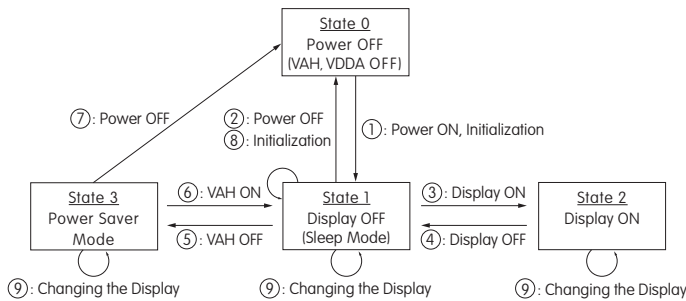 State 0
Power OFF
(VAH, VDDA OFF)
⑦: Power OFF
②: Power OFF
⑧: Initialization
①: Power ON, Initialization
State 3
Power Saver
Mode
⑥: VAH ON
⑤: VAH OFF
State 1
Display OFF
(Sleep Mode)
③: Display ON
④: Display OFF
State 2
Display ON
⑨: Changing the Display
⑨: Changing the Display
⑨: Changing the Display